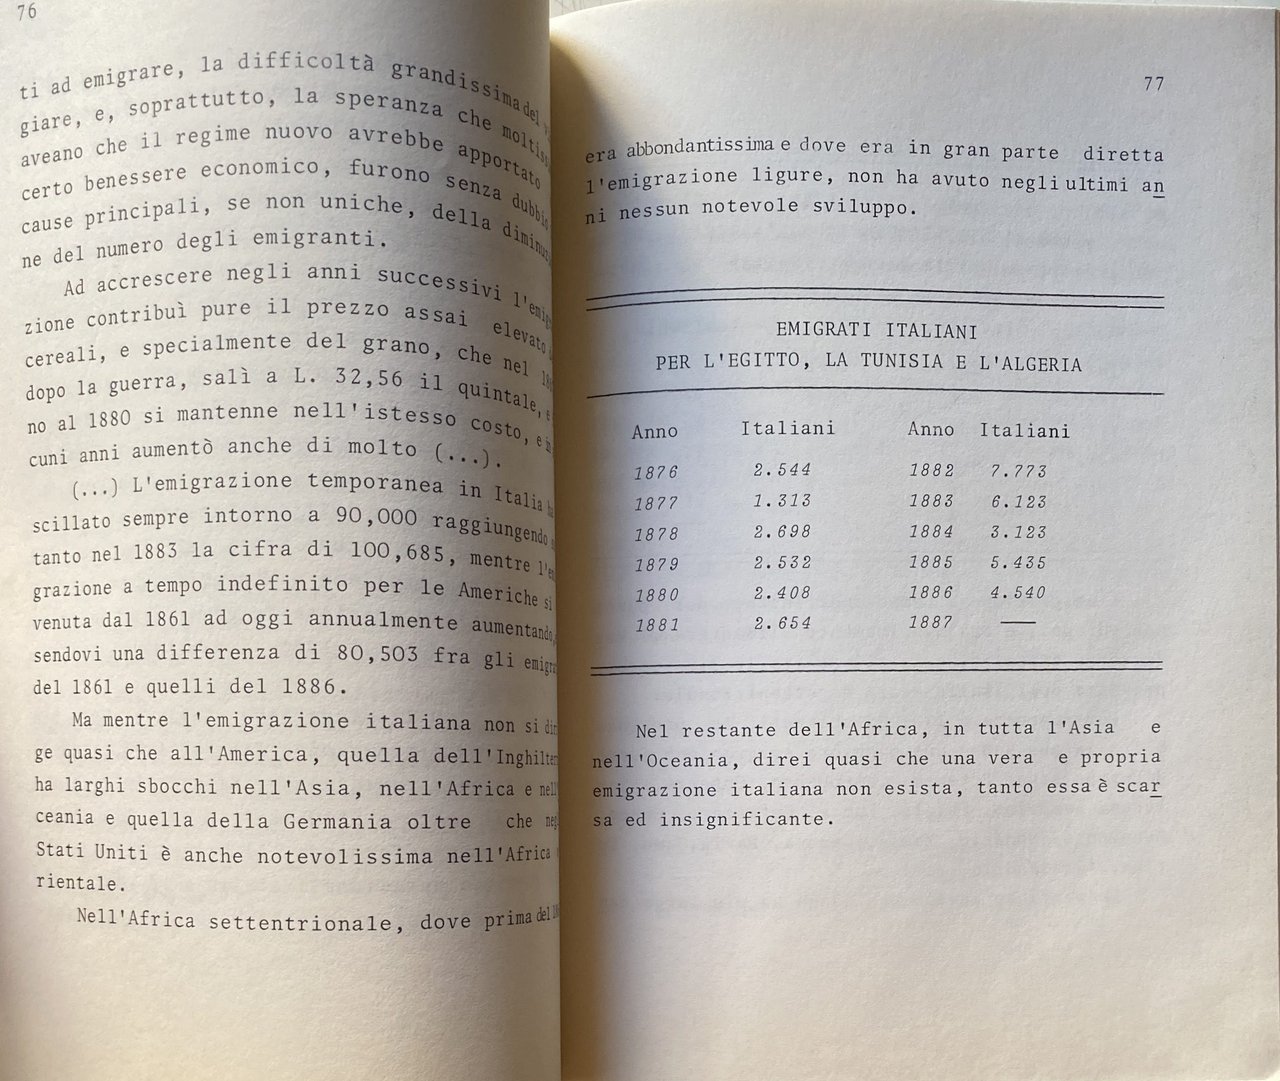 76
ti ad emigrare, la difficoltà grandissima del
giare, e, soprattutto, la speranza che
aveano che il regime nuovo avrebbe apportato
certo benessere economico, furono senza dubbio
cause principali, se non uniche, della
ne del numero degli emigranti.
Ad accrescere negli anni successivi
zione contribuì pure il prezzo assai elevato
cereali, e specialmente del grano, che nel
dopo la guerra, salì a L. 32,56 il quintale,
no al 1880 si mantenne nell'istesso costo, e in
cuni anni aumentò anche di molto (...).
(...) L'emigrazione temporanea in Italia
scillato sempre intorno a 90,000 raggiungendo
tanto nel 1883 la cifra di 100,685, mentre
grazione a tempo indefinito per le Americhe si
venuta dal 1861 ad oggi annualmente aumentando,
sendovi una differenza di 80,503 fra gli
del 1861 e quelli del 1886.
Ma mentre l'emigrazione italiana non si
ge quasi che all'America, quella
ha larghi sbocchi nell'Asia, nell'Africa e
ceania e quella della Germania oltre che
Stati Uniti è anche notevolissima nell'Africa
rientale.
Nell'Africa settentrionale, dove prima del
77
era abbondantissima e dove era in gran parte diretta
l'emigrazione ligure, non ha avuto negli ultimi an
ni nessun notevole sviluppo.
EMIGRATI ITALIANI
PER L'EGITTO, LA TUNISIA E L'ALGERIA
Anno Italiani Anno Italiani
1876 2.544 1882 7.773
1877 1.313 1883 6.123
1878 2.698 1884 3.123
1879 2.532 1885 5.435
1880 2.408 1886 4.540
1881 2.654 1887 —
Nel restante dell'Africa, in tutta l'Asia e
nell'Oceania, direi quasi che una vera e propria
emigrazione italiana non esista, tanto essa è scar
sa ed insignificante.